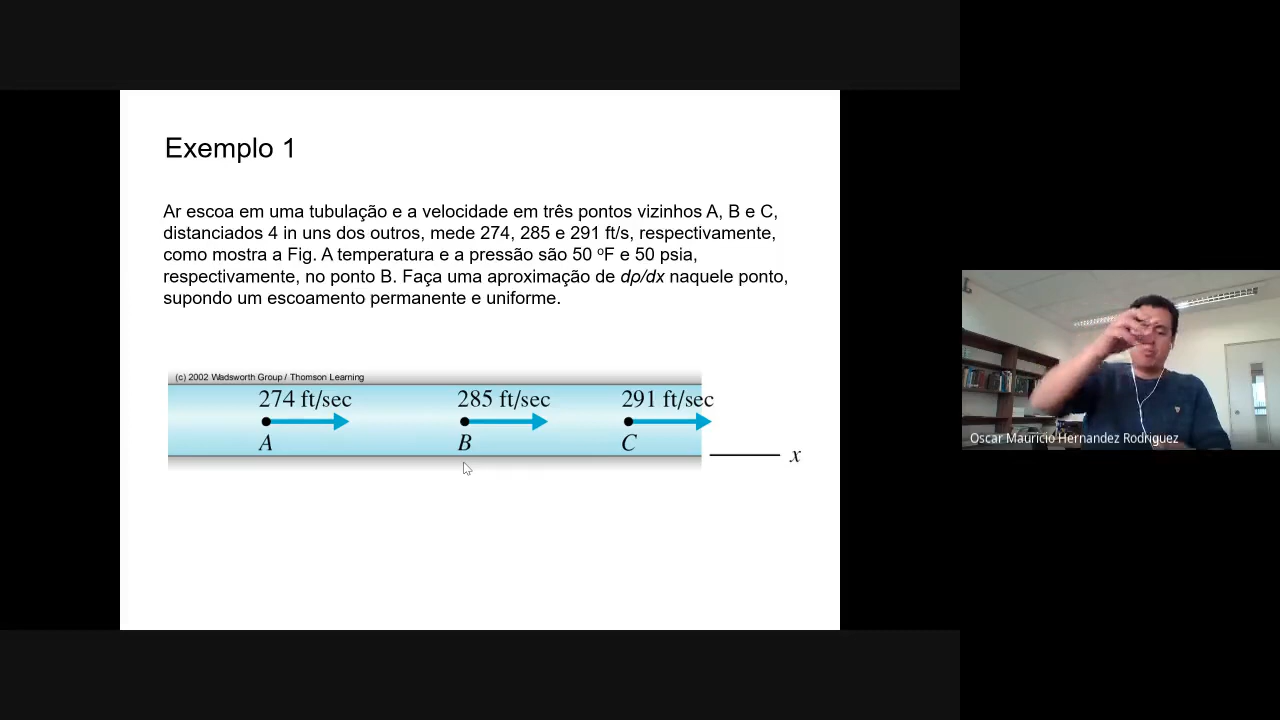 Exemplo 1
Ar escoa em uma tubulação e a velocidade em três pontos vizinhos A, B e C,
distanciados 4 in uns dos outros, mede 274, 285 e 291 ft/s, respectivamente,
como mostra a Fig. A temperatura e a pressão são 50 ºF e 50 psia,
respectivamente, no ponto B. Faça uma aproximação de dρ/dx naquele ponto,
supondo um escoamento permanente e uniforme.
(c) 2002 Wadsworth Group / Thomson Learning
274 ft/sec 285 ft/sec 291 ft/sec
A B C
x
Oscar Mauricio Hernandez Rodriguez